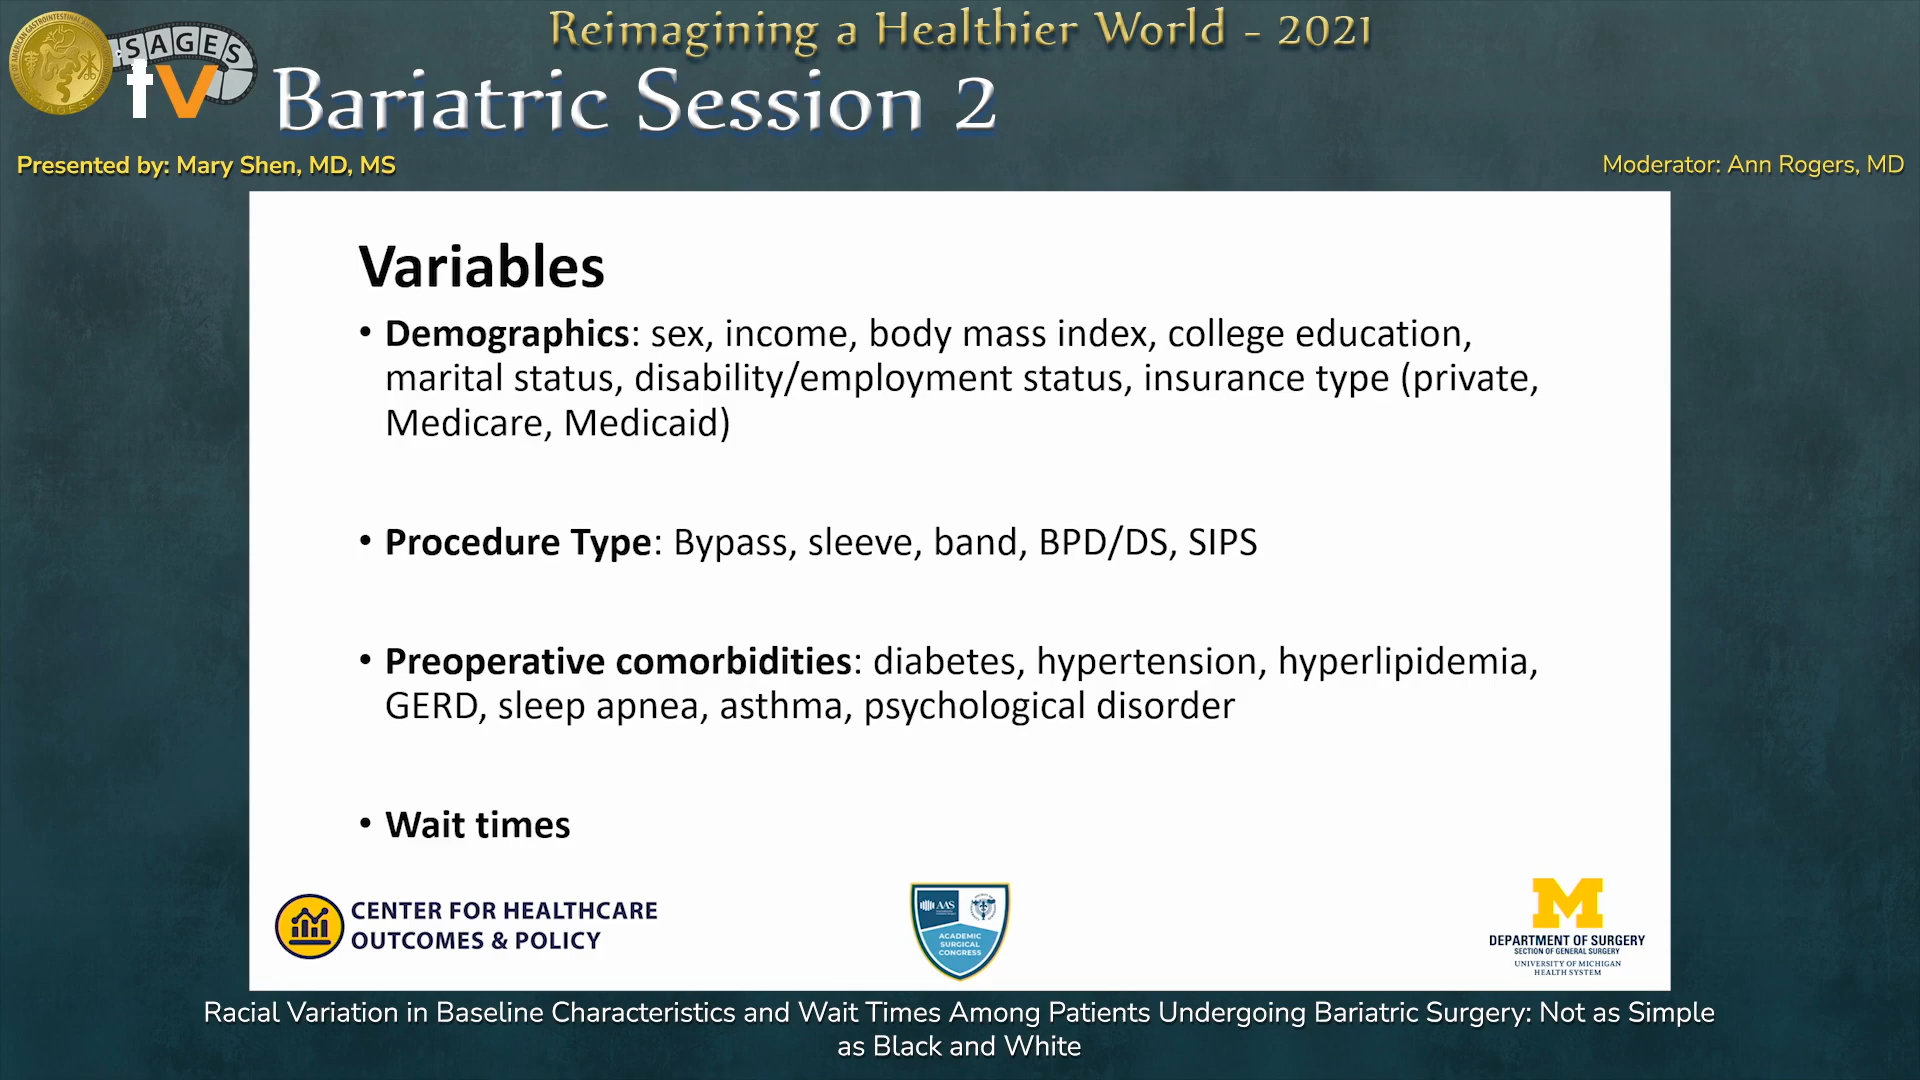 Reimagining a Healthier World - 2021
SAGES
tv
Bariatric Session 2
Presented by: Mary Shen, MD, MS
Moderator: Ann Rogers, MD
Variables
• Demographics: sex, income, body mass index, college education,
marital status, disability/employment status, insurance type (private,
Medicare, Medicaid)
• Procedure Type: Bypass, sleeve, band, BPD/DS, SIPS
• Preoperative comorbidities: diabetes, hypertension, hyperlipidemia,
GERD, sleep apnea, asthma, psychological disorder
• Wait times
CENTER FOR HEALTHCARE
OUTCOMES & POLICY
AAS
ACADEMIC
SURGICAL
CONGRESS
M
DEPARTMENT OF SURGERY
SECTION OF GENERAL SURGERY
UNIVERSITY OF MICHIGAN
HEALTH SYSTEM
Racial Variation in Baseline Characteristics and Wait Times Among Patients Undergoing Bariatric Surgery: Not as Simple
as Black and White